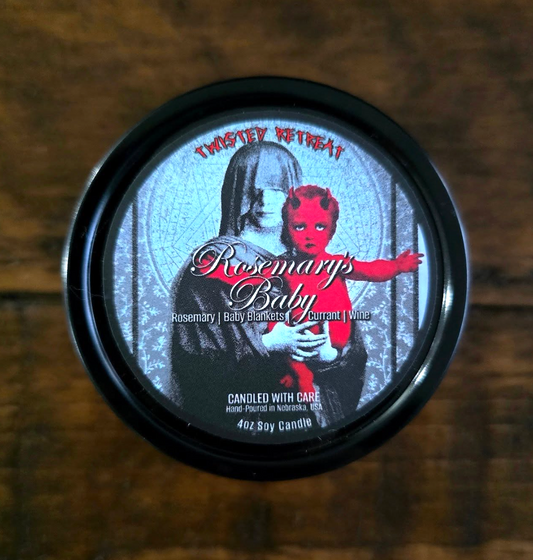 TWISTED RETREAT
Rosemary's
Baby
Rosemary | Baby Blankets | Currant | Wine
CANDLED WITH CARE
Hand-Poured in Nebraska, USA
4oz Soy Candle